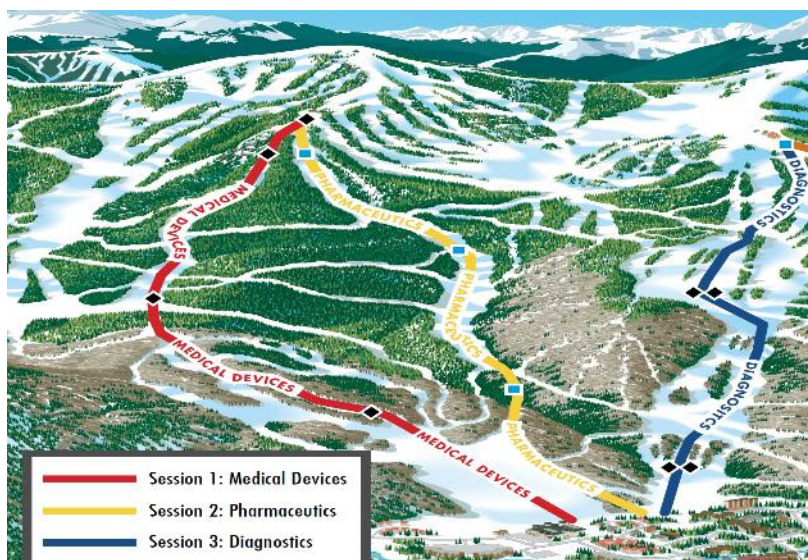 MEDICAL DEVICES
PHARMACEUTICS
DIAGNOSTICS
PHARMACEUTICS
MEDICAL DEVICES
DIAGNOSITCS
MEDICAL DEVICES
PHARMACEUTICS
Session 1: Medical Devices
Session 2: Pharmaceutics
Session 3: Diagnostics